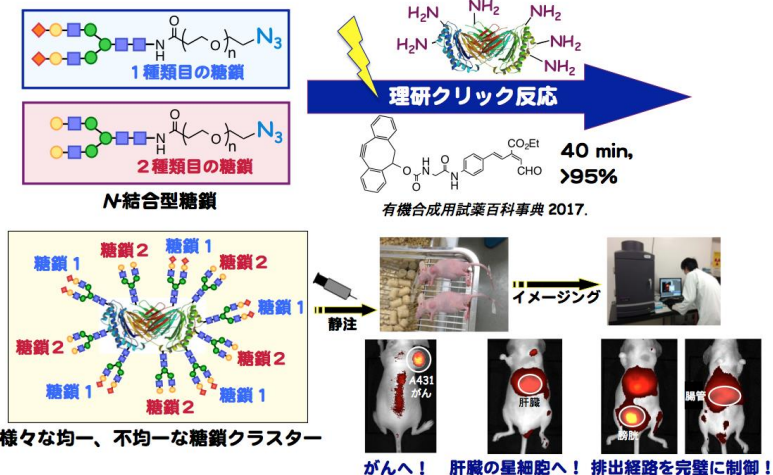 H₂N
NH₂
NH₂
H₂N
NH₂
NH₂
NH₂
N H
O
O
n
N₃
1種類目の糖鎖
理研クリック反応
N H
O
O
n
N₃
2種類目の糖鎖
N-結合型糖鎖
O
O
H N
O
N H
CO₂Et
CHO
40 min,
>95%
有機合成用試薬百科事典 2017.
糖鎖1
糖鎖2
糖鎖1
糖鎖2
糖鎖1
糖鎖2
糖鎖2
糖鎖1
糖鎖2
糖鎖1
様々な均一、不均一な糖鎖クラスター
静注
イメージング
A431
がん
肝臓
膀胱
腸管
がんへ！
肝臓の星細胞へ！
排出経路を完璧に制御！